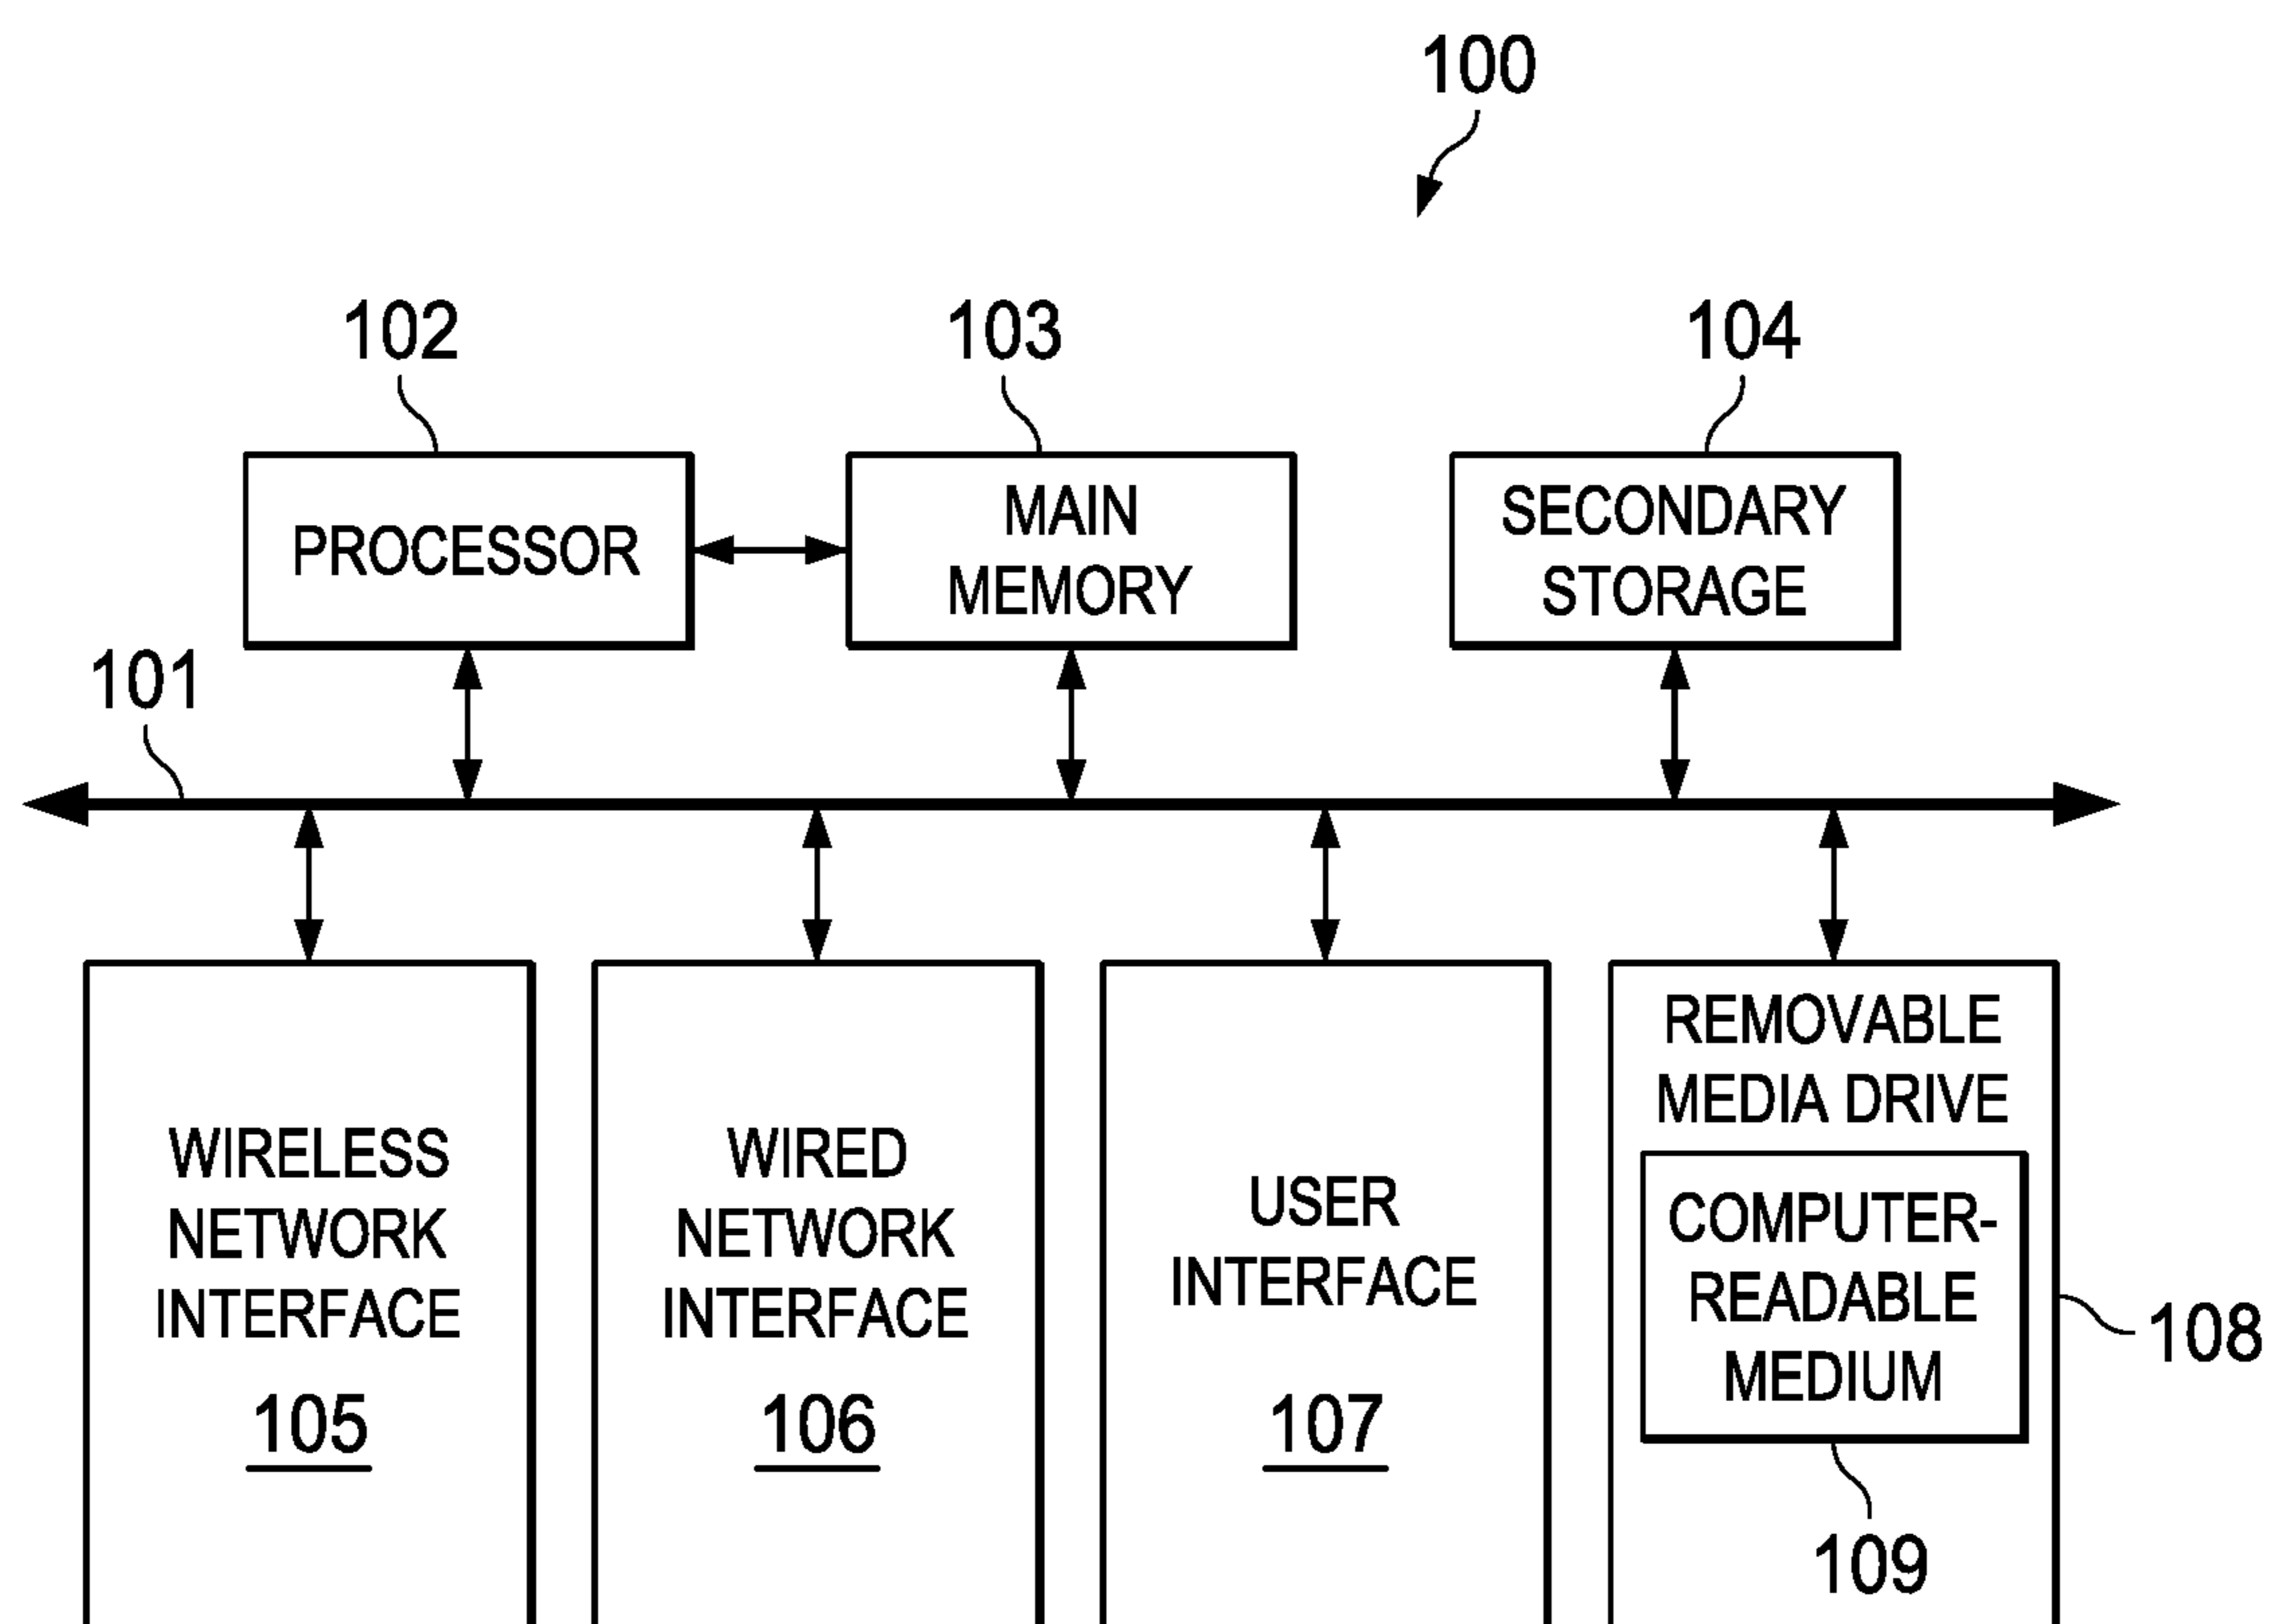 100
102
103
104
PROCESSOR
MAIN
MEMORY
SECONDARY
STORAGE
101
WIRELESS
NETWORK
INTERFACE
105
WIRED
NETWORK
INTERFACE
106
USER
INTERFACE
107
REMOVABLE
MEDIA DRIVE
COMPUTER-
READABLE
MEDIUM
108
109